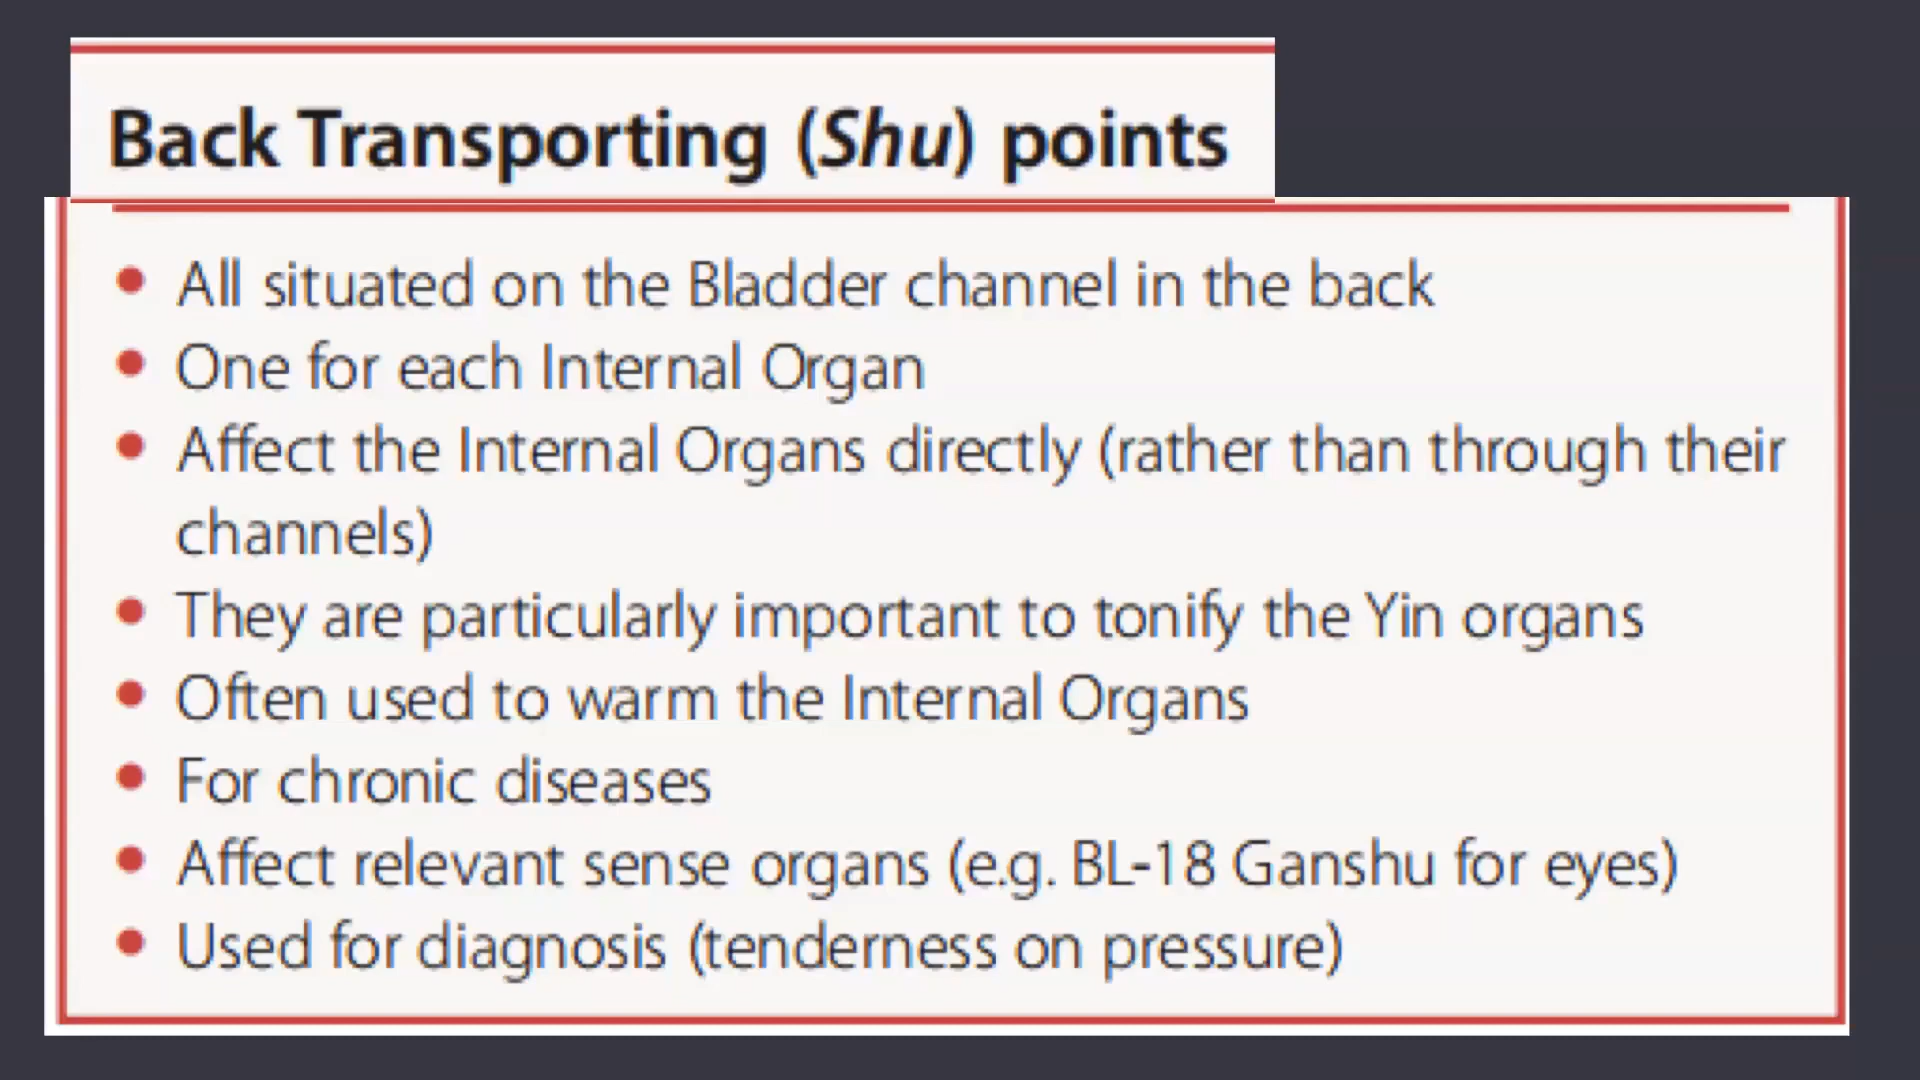 Back Transporting (Shu) points
• All situated on the Bladder channel in the back
• One for each Internal Organ
• Affect the Internal Organs directly (rather than through their
channels)
• They are particularly important to tonify the Yin organs
• Often used to warm the Internal Organs
• For chronic diseases
• Affect relevant sense organs (e.g. BL-18 Ganshu for eyes)
• Used for diagnosis (tenderness on pressure)